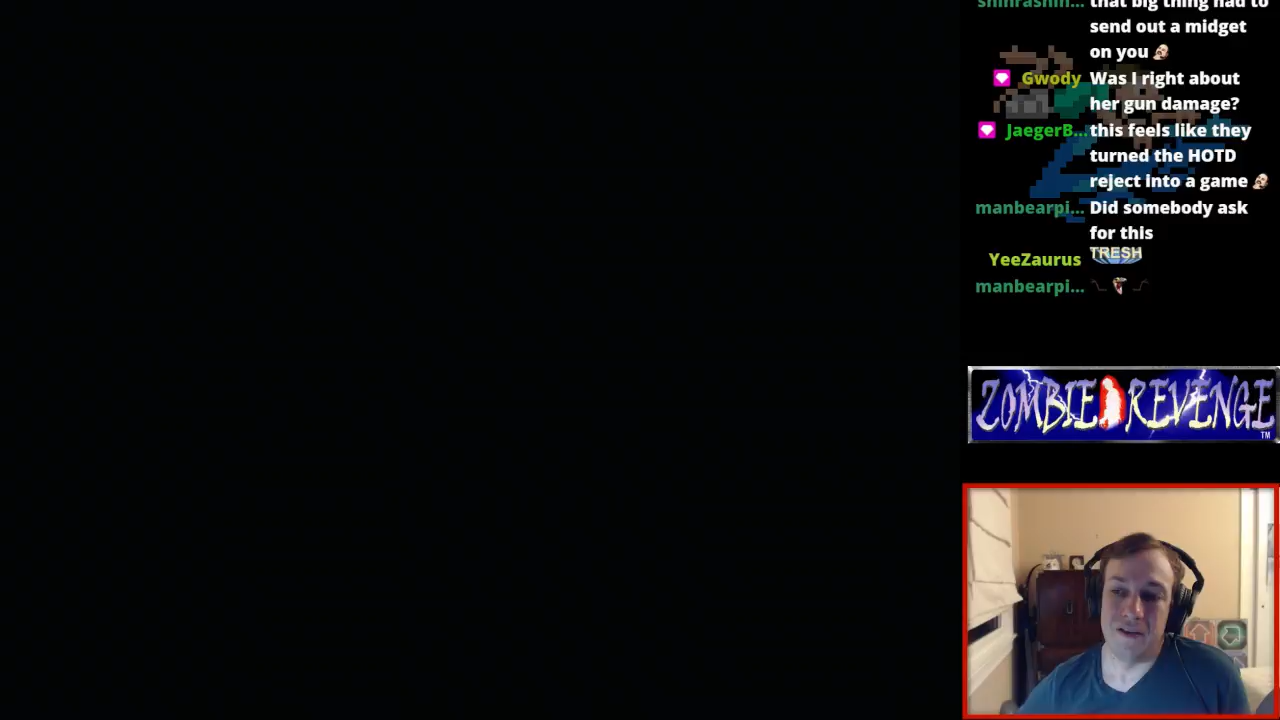 shinrashin... that big thing had to
send out a midget
on you
Gwody Was I right about
her gun damage?
JaegerB... this feels like they
turned the HOTD
reject into a game
manbearpi... Did somebody ask
for this
YeeZaurus TRESH
manbearpi...
ZOMBIE REVENGE
TM